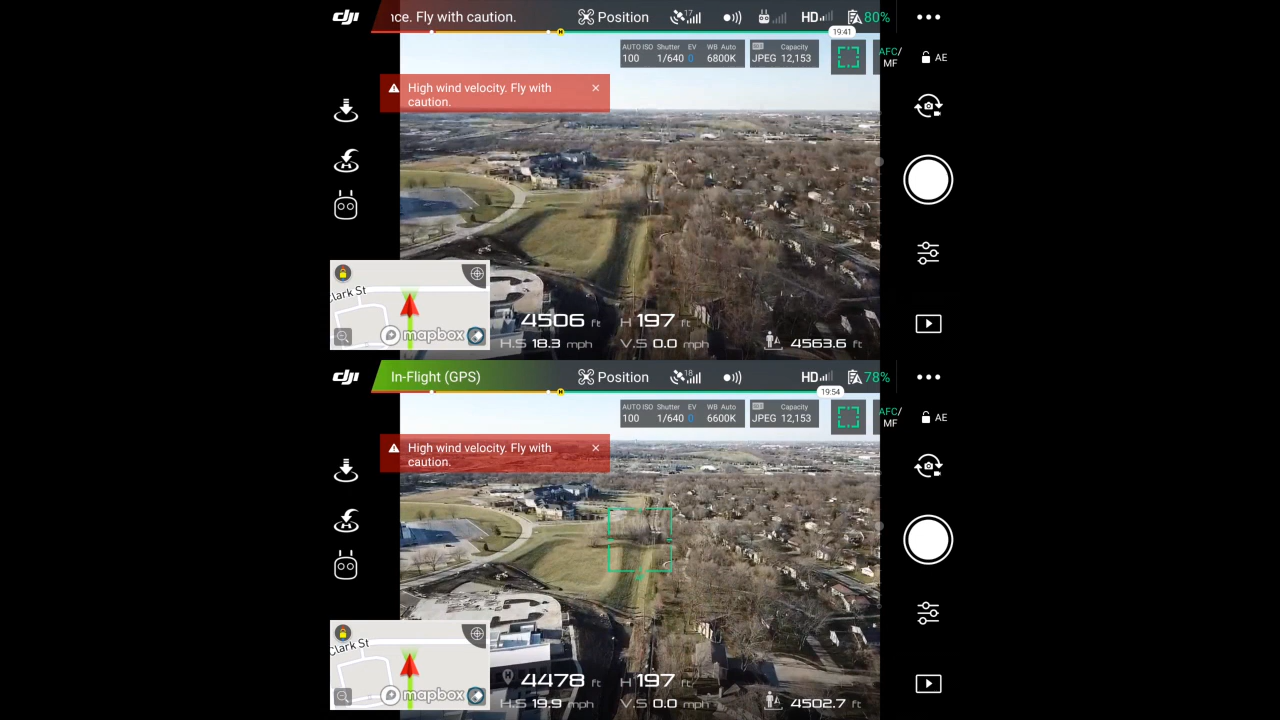 dji nce. Fly with caution. Position 17 HD 80%
19:41
AUTO ISO Shutter EV WB Auto Capacity AFC/
100 1/640 0 6800K JPEG 12,153 MF AE
High wind velocity. Fly with
caution.
Clark St
mapbox
4506 ft H 197 ft
H.S 18.3 mph V.S 0.0 mph 4563.6 ft
dji In-Flight (GPS) Position 18 HD 78%
19:54
AUTO ISO Shutter EV WB Auto Capacity AFC/
100 1/640 0 6600K JPEG 12,153 MF AE
High wind velocity. Fly with
caution.
Clark St
mapbox
4478 ft H 197 ft
H.S 19.9 mph V.S 0.0 mph 4502.7 ft